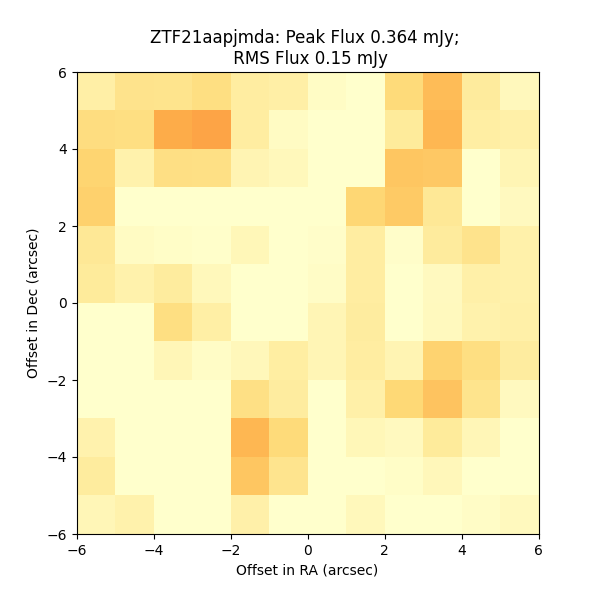 ZTF21aapjmda: Peak Flux 0.364 mJy;
RMS Flux 0.15 mJy
6
4
2
0
−2
−4
−6
Offset in Dec (arcsec)
−6 −4 −2 0 2 4 6
Offset in RA (arcsec)